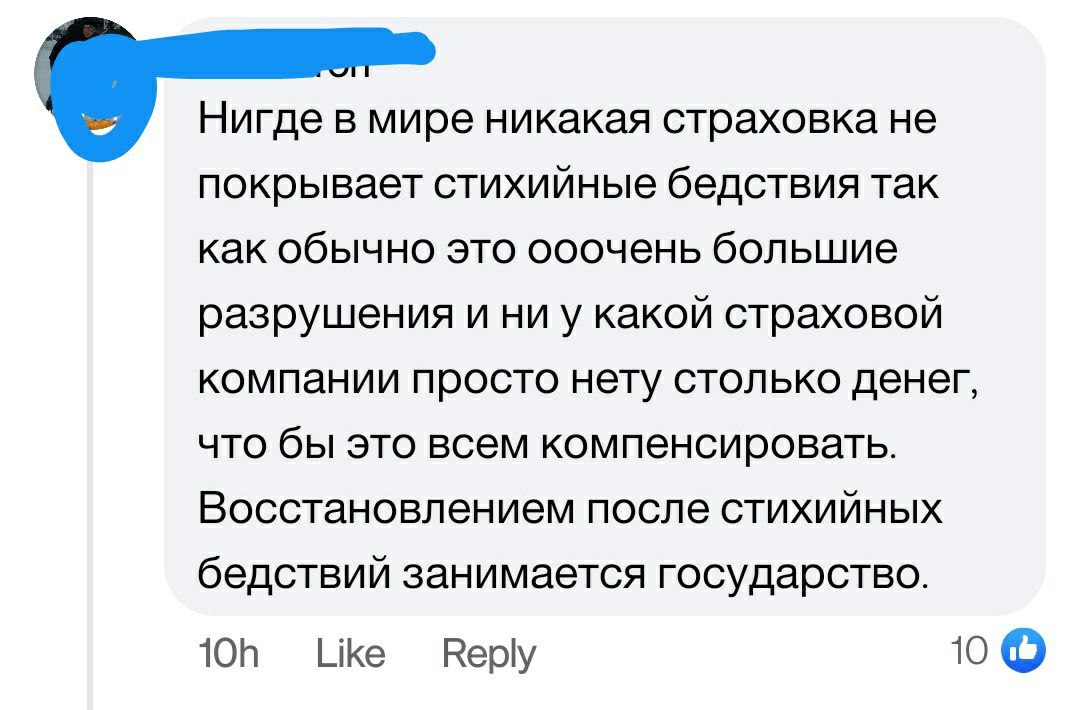 Нигде в мире никакая страховка не
покрывает стихийные бедствия так
как обычно это ооочень большие
разрушения и ни у какой страховой
компании просто нету столько денег,
что бы это всем компенсировать.
Восстановлением после стихийных
бедствий занимается государство.
10h Like Reply 10